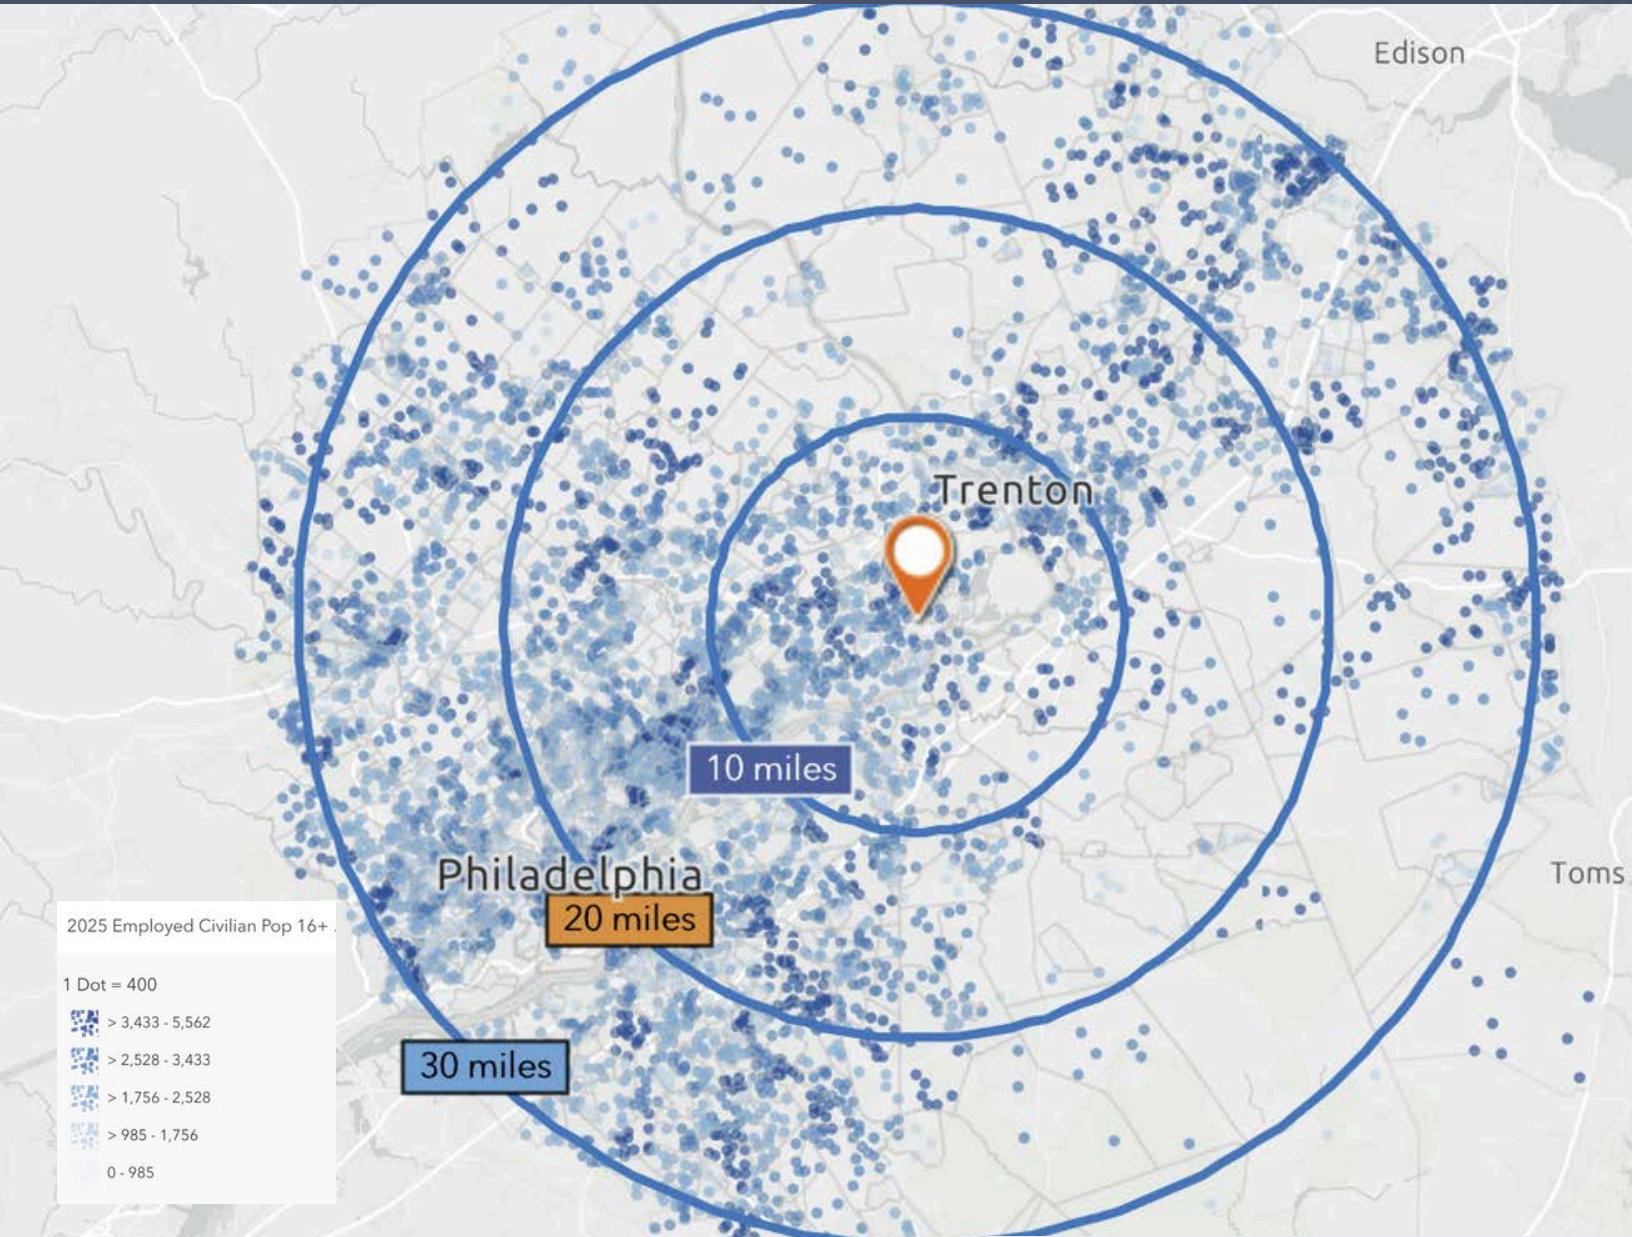 Edison
Trenton
10 miles
Philadelphia
Toms
20 miles
2025 Employed Civilian Pop 16+ .
1 Dot = 400
> 3,433 - 5,562
30 miles
> 2,528 - 3,433
> 1,756 - 2,528
> 985 - 1,756
0 - 985